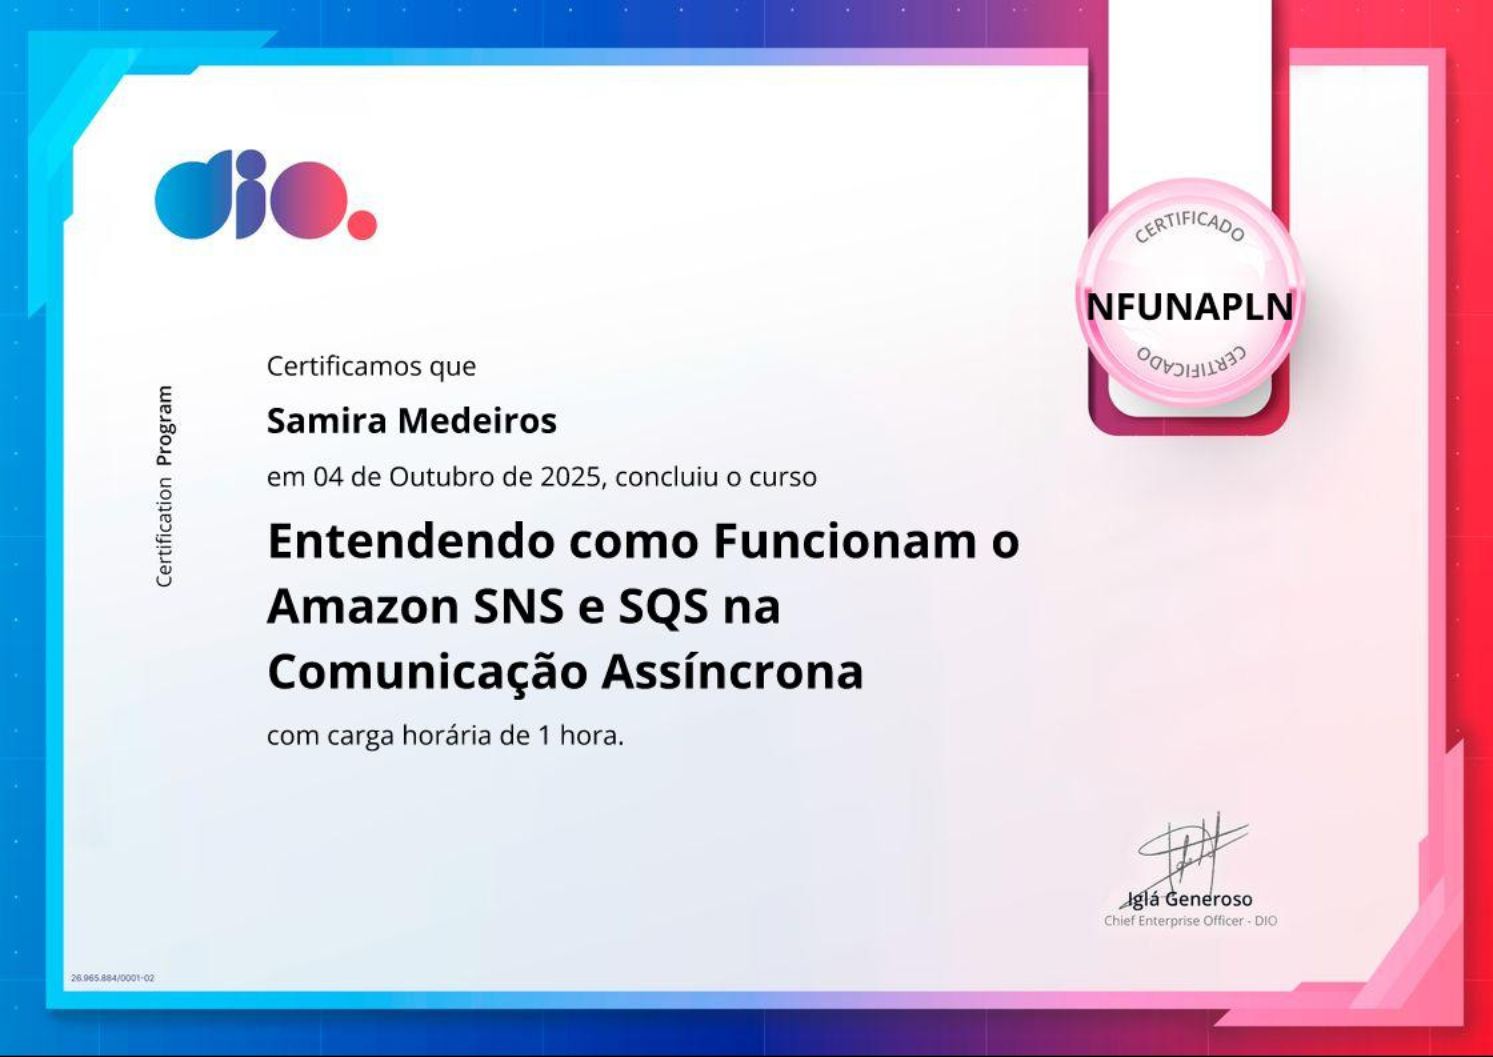 dio.
CERTIFICADO
NFUNAPLN
CERTIFICADO
Certification Program
Certificamos que
Samira Medeiros
em 04 de Outubro de 2025, concluiu o curso
Entendendo como Funcionam o
Amazon SNS e SQS na
Comunicação Assíncrona
com carga horária de 1 hora.
Iglá Generoso
Chief Enterprise Officer - DIO
26.965.884/0001-02